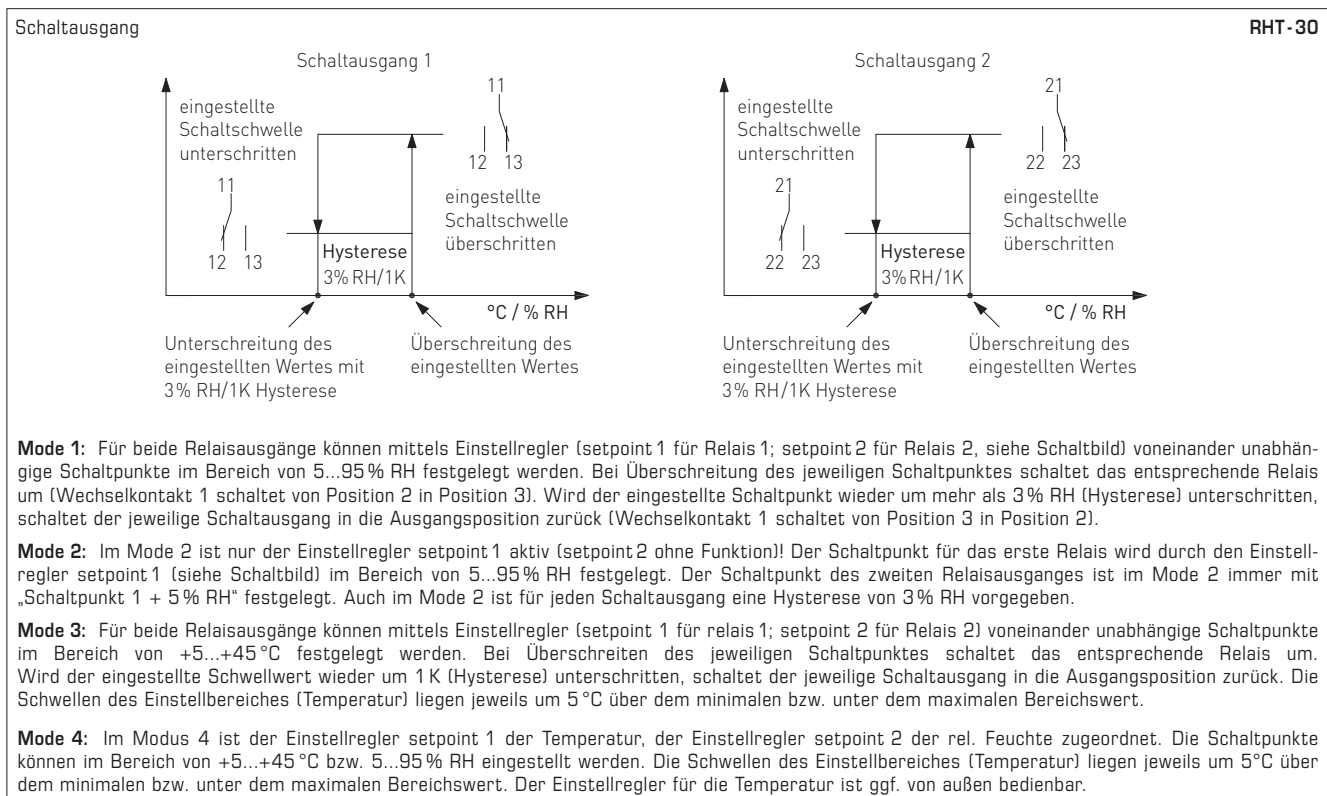 Schaltausgang
RHT-30
Schaltausgang 1
eingestellte
Schaltschwelle
unterschritten
11
12 13
11
12 13
eingestellte
Schaltschwelle
überschritten
Hysterese
3% RH/1K
°C / % RH
Unterschreitung des
eingestellten Wertes mit
3% RH/1K Hysterese
Überschreitung des
eingestellten Wertes
Schaltausgang 2
eingestellte
Schaltschwelle
unterschritten
21
22 23
21
22 23
eingestellte
Schaltschwelle
überschritten
Hysterese
3% RH/1K
°C / % RH
Unterschreitung des
eingestellten Wertes mit
3% RH/1K Hysterese
Überschreitung des
eingestellten Wertes
Mode 1: Für beide Relaisausgänge können mittels Einstellregler (setpoint 1 für Relais 1; setpoint 2 für Relais 2, siehe Schaltbild) voneinander unabhän-
gige Schaltpunkte im Bereich von 5...95 % RH festgelegt werden. Bei Überschreitung des jeweiligen Schaltpunktes schaltet das entsprechende Relais
um (Wechselkontakt 1 schaltet von Position 2 in Position 3). Wird der eingestellte Schaltpunkt wieder um mehr als 3 % RH (Hysterese) unterschritten,
schaltet der jeweilige Schaltausgang in die Ausgangsposition zurück (Wechselkontakt 1 schaltet von Position 3 in Position 2).
Mode 2: Im Mode 2 ist nur der Einstellregler setpoint 1 aktiv (setpoint 2 ohne Funktion)! Der Schaltpunkt für das erste Relais wird durch den Einstell-
regler setpoint 1 (siehe Schaltbild) im Bereich von 5...95 % RH festgelegt. Der Schaltpunkt des zweiten Relaisausganges ist im Mode 2 immer mit
„Schaltpunkt 1 + 5 % RH“ festgelegt. Auch im Mode 2 ist für jeden Schaltausgang eine Hysterese von 3 % RH vorgegeben.
Mode 3: Für beide Relaisausgänge können mittels Einstellregler (setpoint 1 für relais 1; setpoint 2 für Relais 2) voneinander unabhängige Schaltpunkte
im Bereich von +5...+45 °C festgelegt werden. Bei Überschreiten des jeweiligen Schaltpunktes schaltet das entsprechende Relais um.
Wird der eingestellte Schwellwert wieder um 1 K (Hysterese) unterschritten, schaltet der jeweilige Schaltausgang in die Ausgangsposition zurück. Die
Schwellen des Einstellbereiches (Temperatur) liegen jeweils um 5 °C über dem minimalen bzw. unter dem maximalen Bereichswert.
Mode 4: Im Modus 4 ist der Einstellregler setpoint 1 der Temperatur, der Einstellregler setpoint 2 der rel. Feuchte zugeordnet. Die Schaltpunkte
können im Bereich von +5...+45 °C bzw. 5...95 % RH eingestellt werden. Die Schwellen des Einstellbereiches (Temperatur) liegen jeweils um 5°C über
dem minimalen bzw. unter dem maximalen Bereichswert. Der Einstellregler für die Temperatur ist ggf. von außen bedienbar.